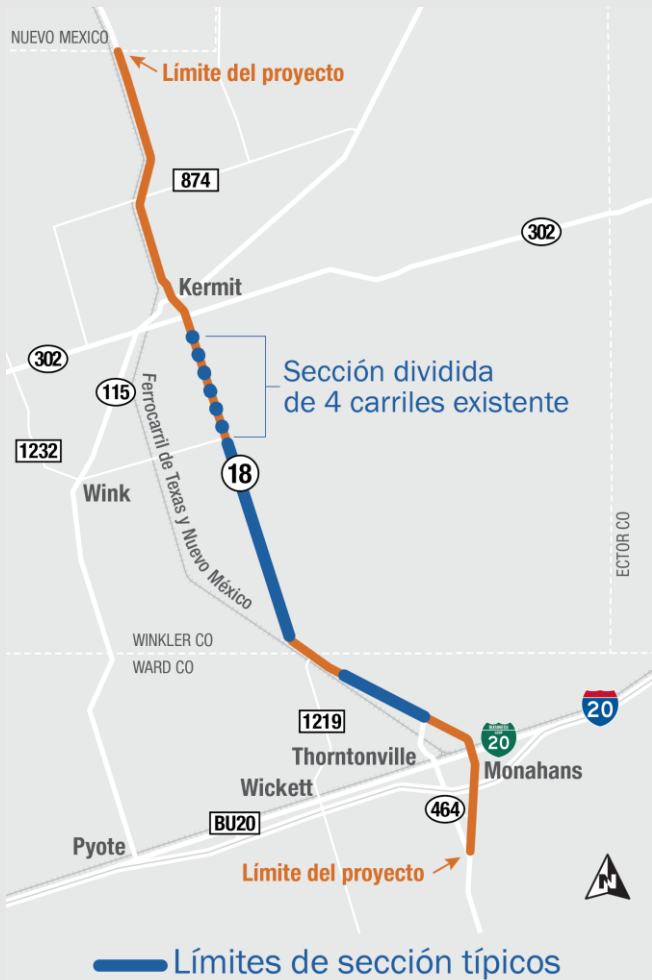 NUEVO MEXICO
Límite del proyecto
874
302
Kermit
302
115
Sección dividida
de 4 carriles existente
1232
18
Wink
Ferrocarril de Texas y Nuevo México
ECTOR CO
WINKLER CO
WARD CO
1219
20
BUSINESS
20
Thorntonville
Monahans
Wickett
464
BU20
Pyote
Límite del proyecto
N
Límites de sección típicos